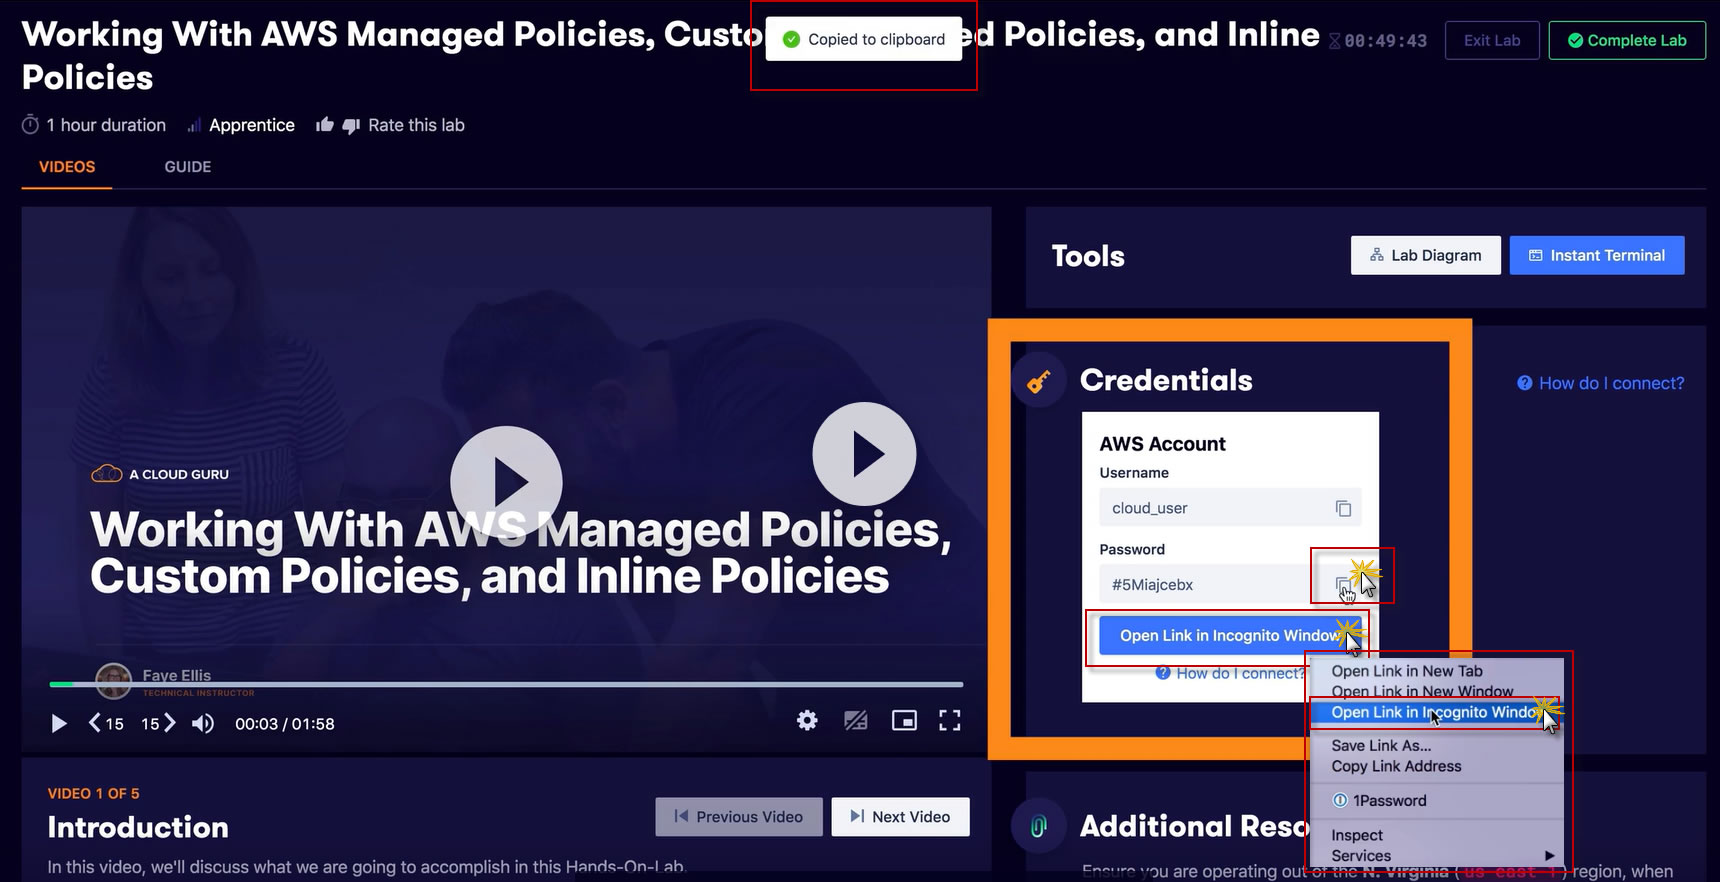 Working With AWS Managed Policies, Custo
d Policies, and Inline
Policies
Copied to clipboard
00:49:43
Exit Lab
Complete Lab
1 hour duration
Apprentice
Rate this lab
VIDEOS
GUIDE
A CLOUD GURU
Working With AWS Managed Policies,
Custom Policies, and Inline Policies
Faye Ellis
TECHNICAL INSTRUCTOR
15
15
00:03 / 01:58
VIDEO 1 OF 5
Introduction
Previous Video
Next Video
In this video, we'll discuss what we are going to accomplish in this Hands-On-Lab.
Tools
Lab Diagram
Instant Terminal
Credentials
How do I connect?
AWS Account
Username
cloud_user
Password
#5Miajcebx
Open Link in Incognito Window
How do I connect?
Open Link in New Tab
Open Link in New Window
Open Link in Incognito Windo
Save Link As...
Copy Link Address
1Password
Inspect
Services
Additional Reso
Ensure you are operating out of the N. Virginia ( us-east-1 ) region, when